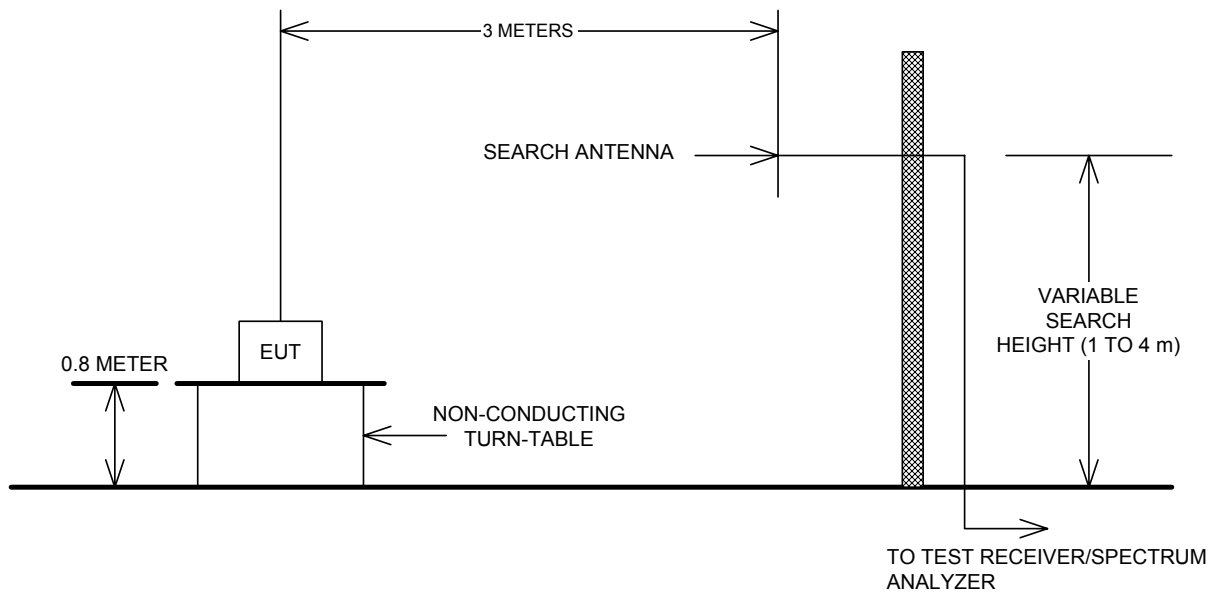 3 METERS
SEARCH ANTENNA
VARIABLE
SEARCH
HEIGHT (1 TO 4 m)
EUT
0.8 METER
NON-CONDUCTING
TURN-TABLE
TO TEST RECEIVER/SPECTRUM
ANALYZER